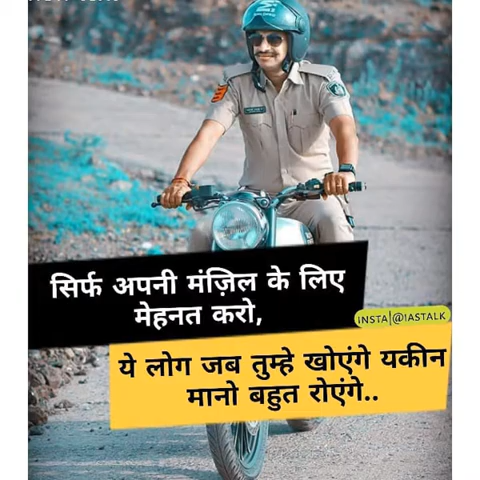 सिर्फ अपनी मंज़िल के लिए
मेहनत करो,
INSTA|@IASTALK
ये लोग जब तुम्हे खोएंगे यकीन
मानो बहुत रोएंगे..